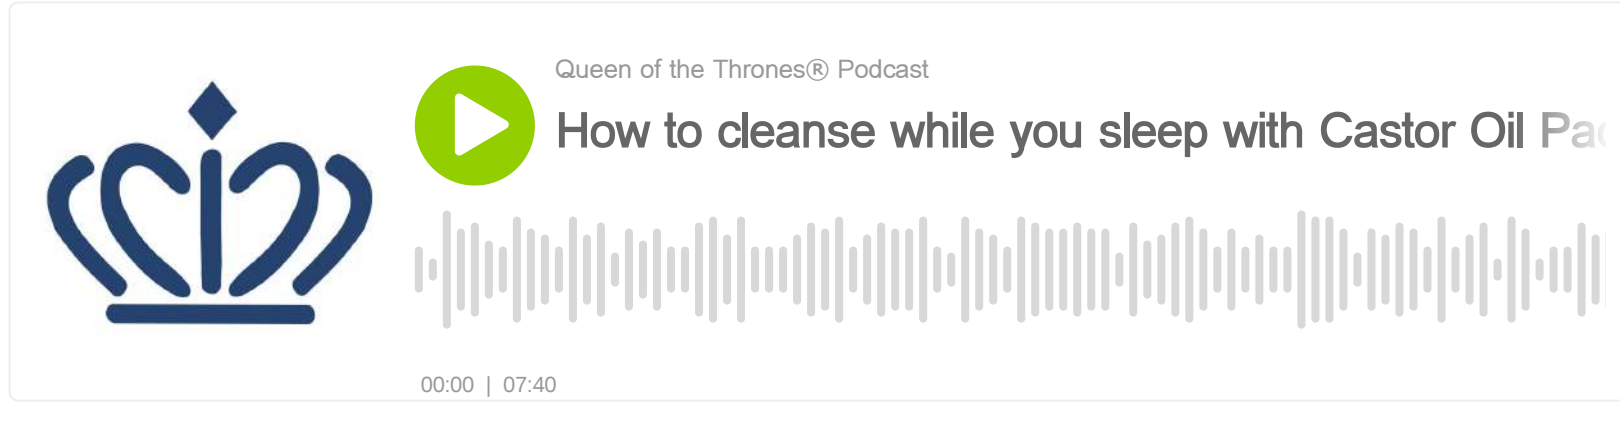 Queen of the Thrones® Podcast
How to cleanse while you sleep with Castor Oil
00:00 | 07:40